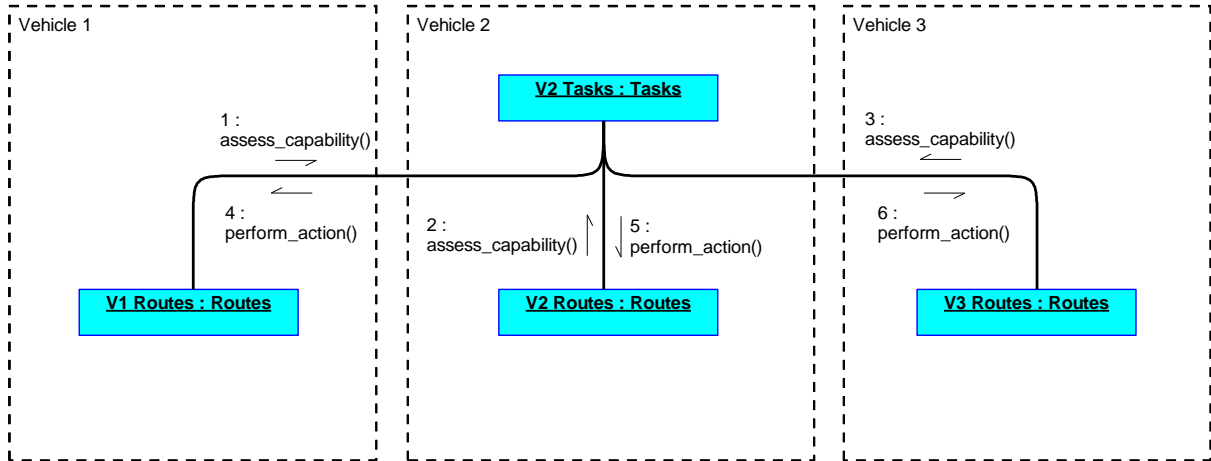 Vehicle 1
Vehicle 2
Vehicle 3
V2 Tasks : Tasks
1 :
assess_capability()
3 :
assess_capability()
4 :
perform_action()
2 :
assess_capability()
5 :
perform_action()
6 :
perform_action()
V1 Routes : Routes
V2 Routes : Routes
V3 Routes : Routes